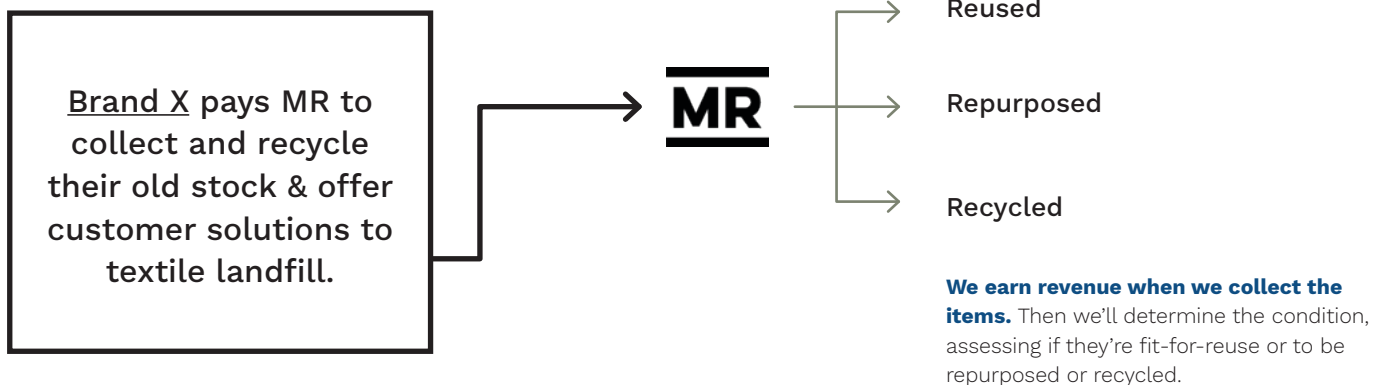 Brand X pays MR to
collect and recycle
their old stock & offer
customer solutions to
textile landfill.
MR
Reused
Repurposed
Recycled
We earn revenue when we collect the
items. Then we’ll determine the condition,
assessing if they’re fit-for-reuse or to be
repurposed or recycled.